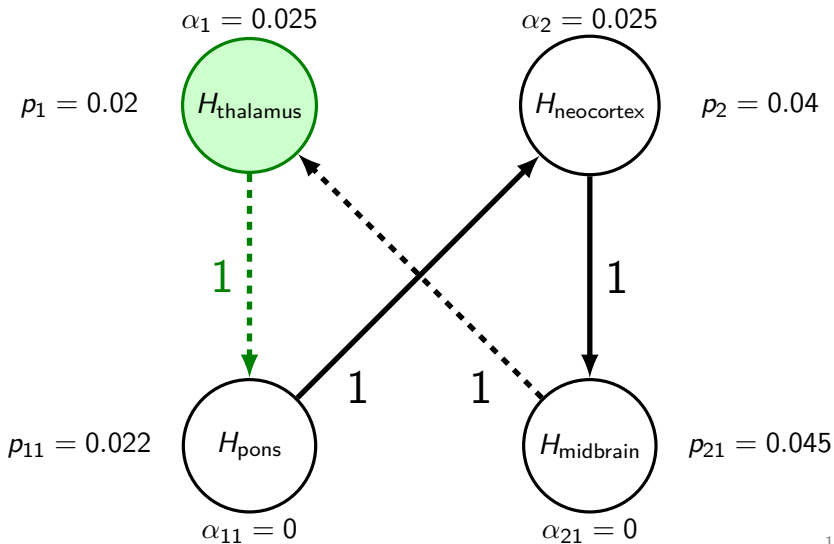 α₁ = 0.025
α₂ = 0.025
p₁ = 0.02
H_thalamus
H_neocortex
p₂ = 0.04
1
1
1
1
p₁₁ = 0.022
H_pons
H_midbrain
p₂₁ = 0.045
α₁₁ = 0
α₂₁ = 0
1